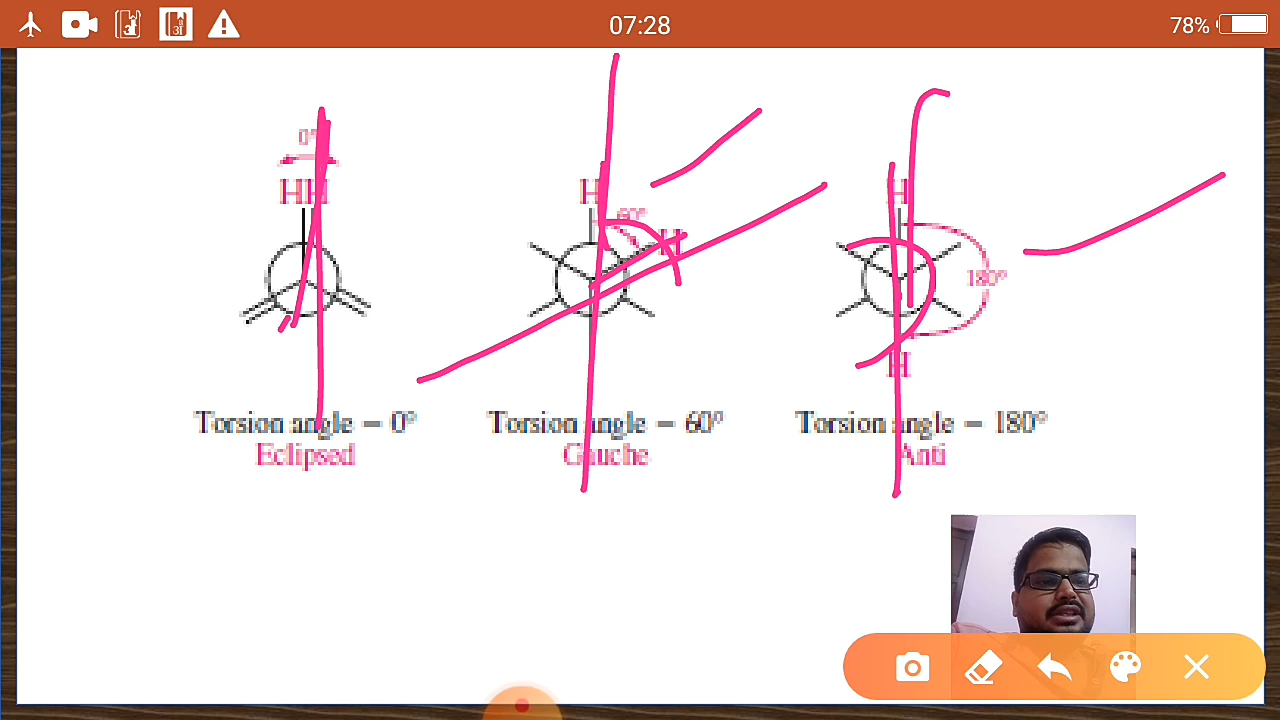 07:28
78%
0°
HH
H
60°
H
H
180°
H
Torsion angle = 0°
Torsion angle = 60°
Torsion angle = 180°
Eclipsed
Gauche
Anti